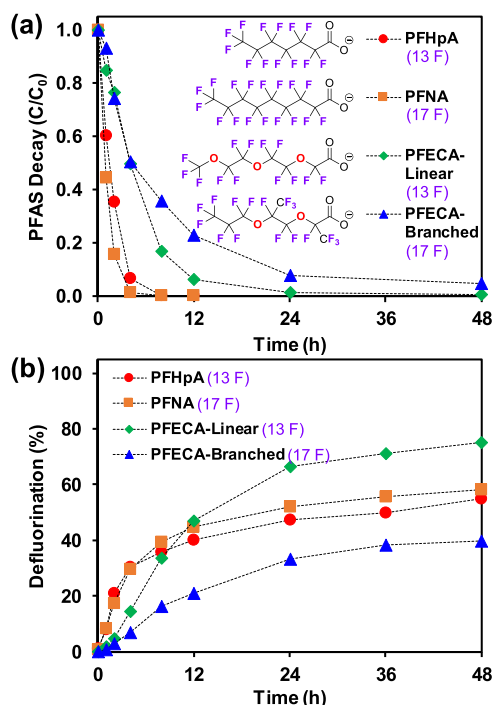 (a)
PFAS Decay (C/C₀)
1.0
0.8
0.6
0.4
0.2
0.0
0
12
24
36
48
Time (h)
F F F F F F O
F
F O ⊖
F F F F F F F
PFHpA
(13 F)
F F F F F F F F O
F
F O ⊖
F F F F F F F F F
PFNA
(17 F)
F F F F O
F O O O O ⊖
F F F F F F F F
PFECA-
Linear
(13 F)
F F F F CF₃ O
F O O O ⊖
F F F F F F F CF₃
PFECA-
Branched
(17 F)
(b)
Defluorination (%)
100
80
60
40
20
0
0
12
24
36
48
Time (h)
PFHpA (13 F)
PFNA (17 F)
PFECA-Linear (13 F)
PFECA-Branched (17 F)